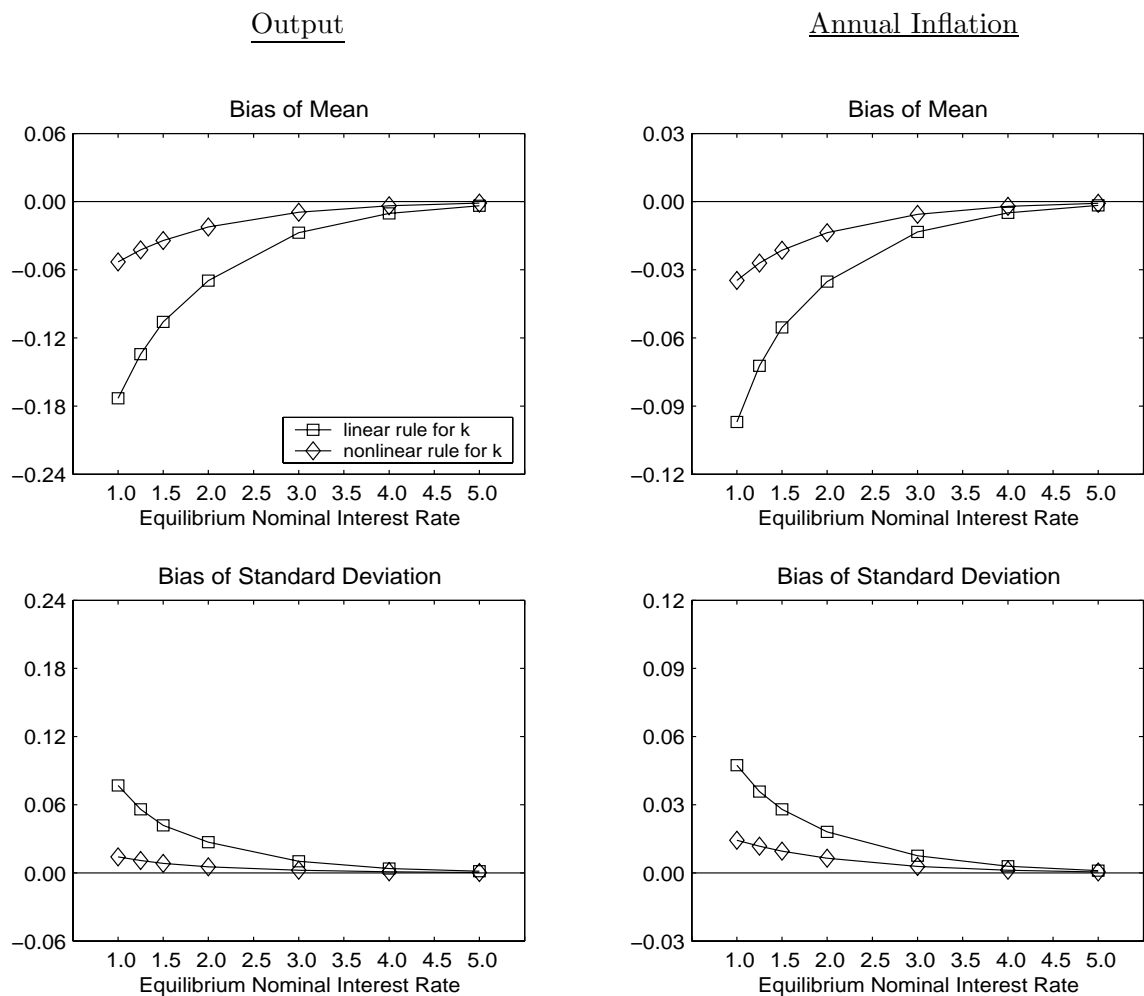 Output
Annual Inflation
Bias of Mean
0.06
0.00
−0.06
−0.12
−0.18
−0.24
linear rule for k
nonlinear rule for k
1.0 1.5 2.0 2.5 3.0 3.5 4.0 4.5 5.0
Equilibrium Nominal Interest Rate
Bias of Mean
0.03
0.00
−0.03
−0.06
−0.09
−0.12
1.0 1.5 2.0 2.5 3.0 3.5 4.0 4.5 5.0
Equilibrium Nominal Interest Rate
Bias of Standard Deviation
0.24
0.18
0.12
0.06
0.00
−0.06
1.0 1.5 2.0 2.5 3.0 3.5 4.0 4.5 5.0
Equilibrium Nominal Interest Rate
Bias of Standard Deviation
0.12
0.09
0.06
0.03
0.00
−0.03
1.0 1.5 2.0 2.5 3.0 3.5 4.0 4.5 5.0
Equilibrium Nominal Interest Rate